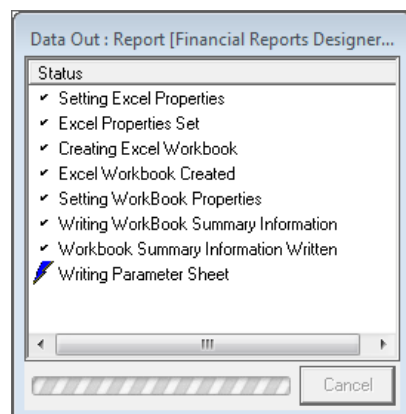 Data Out : Report [Financial Reports Designer...
Status
Setting Excel Properties
Excel Properties Set
Creating Excel Workbook
Excel Workbook Created
Setting WorkBook Properties
Writing WorkBook Summary Information
Workbook Summary Information Written
Writing Parameter Sheet
Cancel